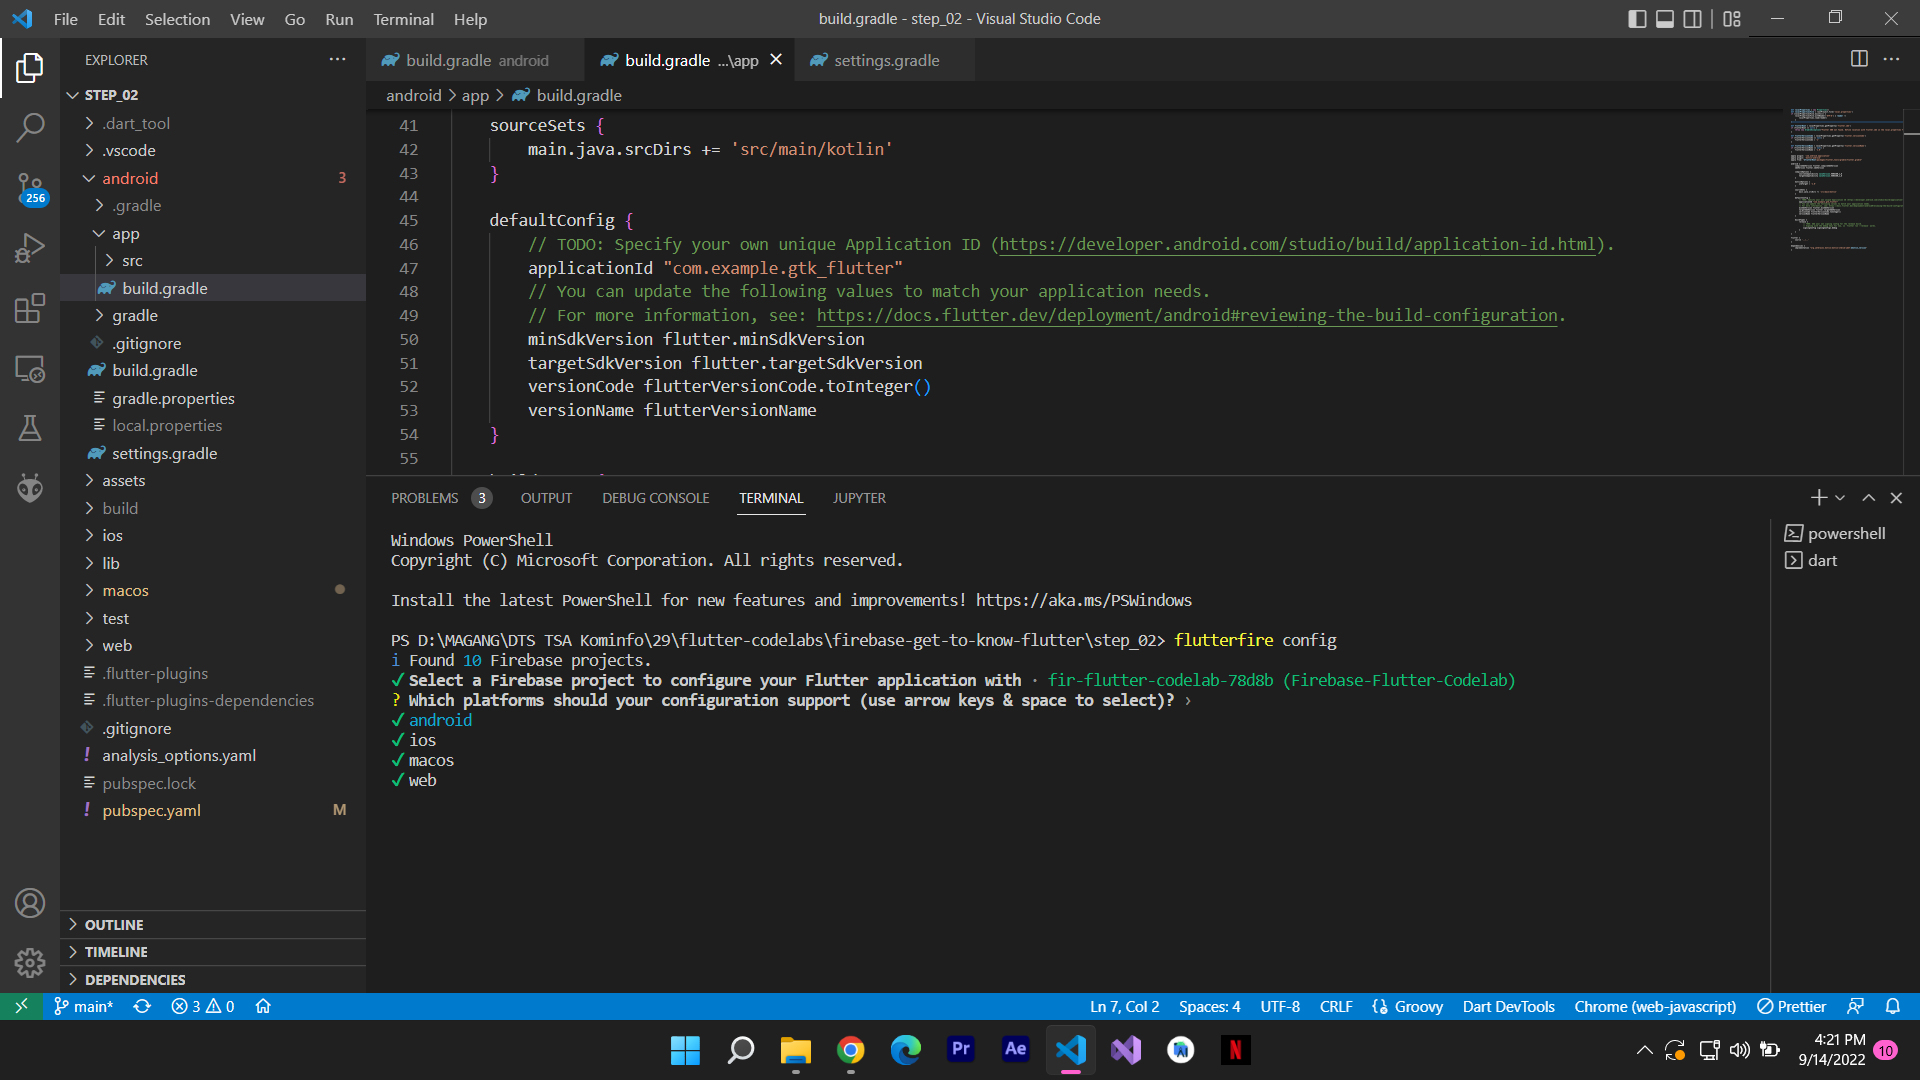 File Edit Selection View Go Run Terminal Help
build.gradle - step_02 - Visual Studio Code
EXPLORER
STEP_02
.dart_tool
.vscode
android 3
.gradle
app
src
build.gradle
gradle
.gitignore
build.gradle
gradle.properties
local.properties
settings.gradle
assets
build
ios
lib
macos
test
web
.flutter-plugins
.flutter-plugins-dependencies
.gitignore
analysis_options.yaml
pubspec.lock
pubspec.yaml M
OUTLINE
TIMELINE
DEPENDENCIES
256
build.gradle android
build.gradle ...\app
settings.gradle
android > app > build.gradle
41 sourceSets {
42 main.java.srcDirs += 'src/main/kotlin'
43 }
44
45 defaultConfig {
46 // TODO: Specify your own unique Application ID (https://developer.android.com/studio/build/application-id.html).
47 applicationId "com.example.gtk_flutter"
48 // You can update the following values to match your application needs.
49 // For more information, see: https://docs.flutter.dev/deployment/android#reviewing-the-build-configuration.
50 minSdkVersion flutter.minSdkVersion
51 targetSdkVersion flutter.targetSdkVersion
52 versionCode flutterVersionCode.toInteger()
53 versionName flutterVersionName
54 }
55
PROBLEMS 3 OUTPUT DEBUG CONSOLE TERMINAL JUPYTER
Windows PowerShell
Copyright (C) Microsoft Corporation. All rights reserved.
Install the latest PowerShell for new features and improvements! https://aka.ms/PSWindows
PS D:\MAGANG\DTS TSA Kominfo\29\flutter-codelabs\firebase-get-to-know-flutter\step_02> flutterfire config
i Found 10 Firebase projects.
✓ Select a Firebase project to configure your Flutter application with · fir-flutter-codelab-78d8b (Firebase-Flutter-Codelab)
? Which platforms should your configuration support (use arrow keys & space to select)? ›
✓ android
✓ ios
✓ macos
✓ web
powershell
dart
main* 3 0
Ln 7, Col 2 Spaces: 4 UTF-8 CRLF Groovy Dart DevTools Chrome (web-javascript) Prettier
Pr
Ae
N
4:21 PM
9/14/2022
10